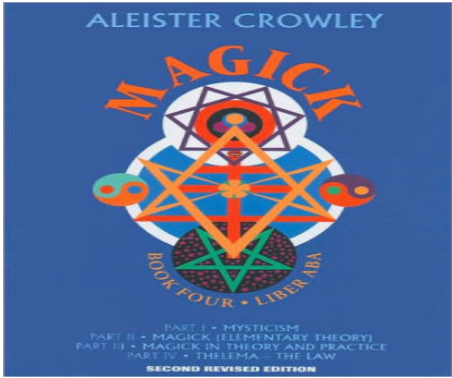 ALEISTER CROWLEY
MAGICK
BOOK FOUR • LIBER ABA
PART I • MYSTICISM
PART II • MAGICK (ELEMENTARY THEORY)
PART III • MAGICK IN THEORY AND PRACTICE
PART IV • THELEMA – THE LAW
SECOND REVISED EDITION